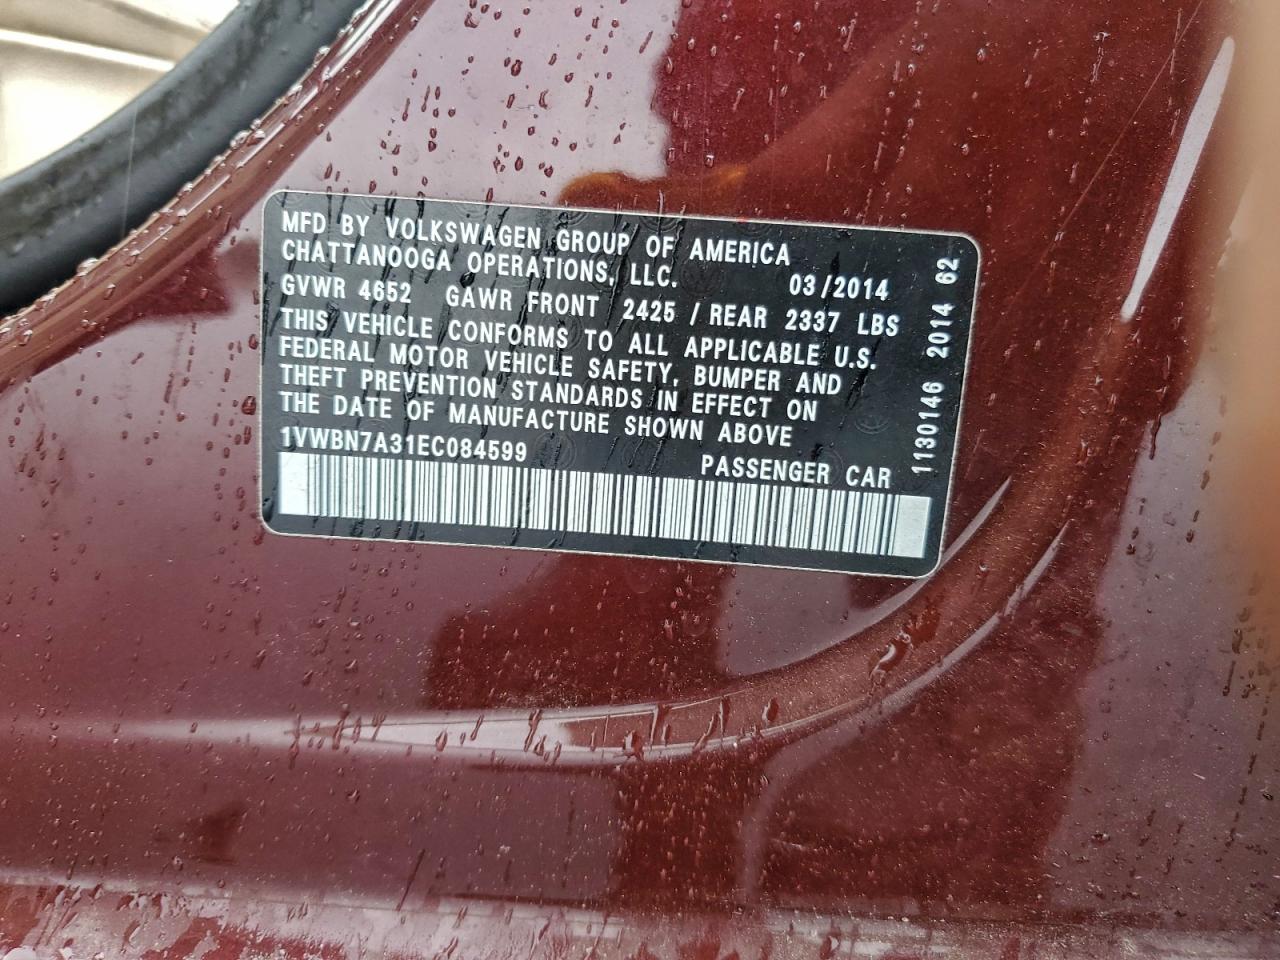 MFD BY VOLKSWAGEN GROUP OF AMERICA
CHATTANOOGA OPERATIONS, LLC. 03/2014
GVWR 4652 GAWR FRONT 2425 / REAR 2337 LBS
THIS VEHICLE CONFORMS TO ALL APPLICABLE U.S.
FEDERAL MOTOR VEHICLE SAFETY, BUMPER AND
THEFT PREVENTION STANDARDS IN EFFECT ON
THE DATE OF MANUFACTURE SHOWN ABOVE
1VWBN7A31EC084599 PASSENGER CAR
1130146 2014 62